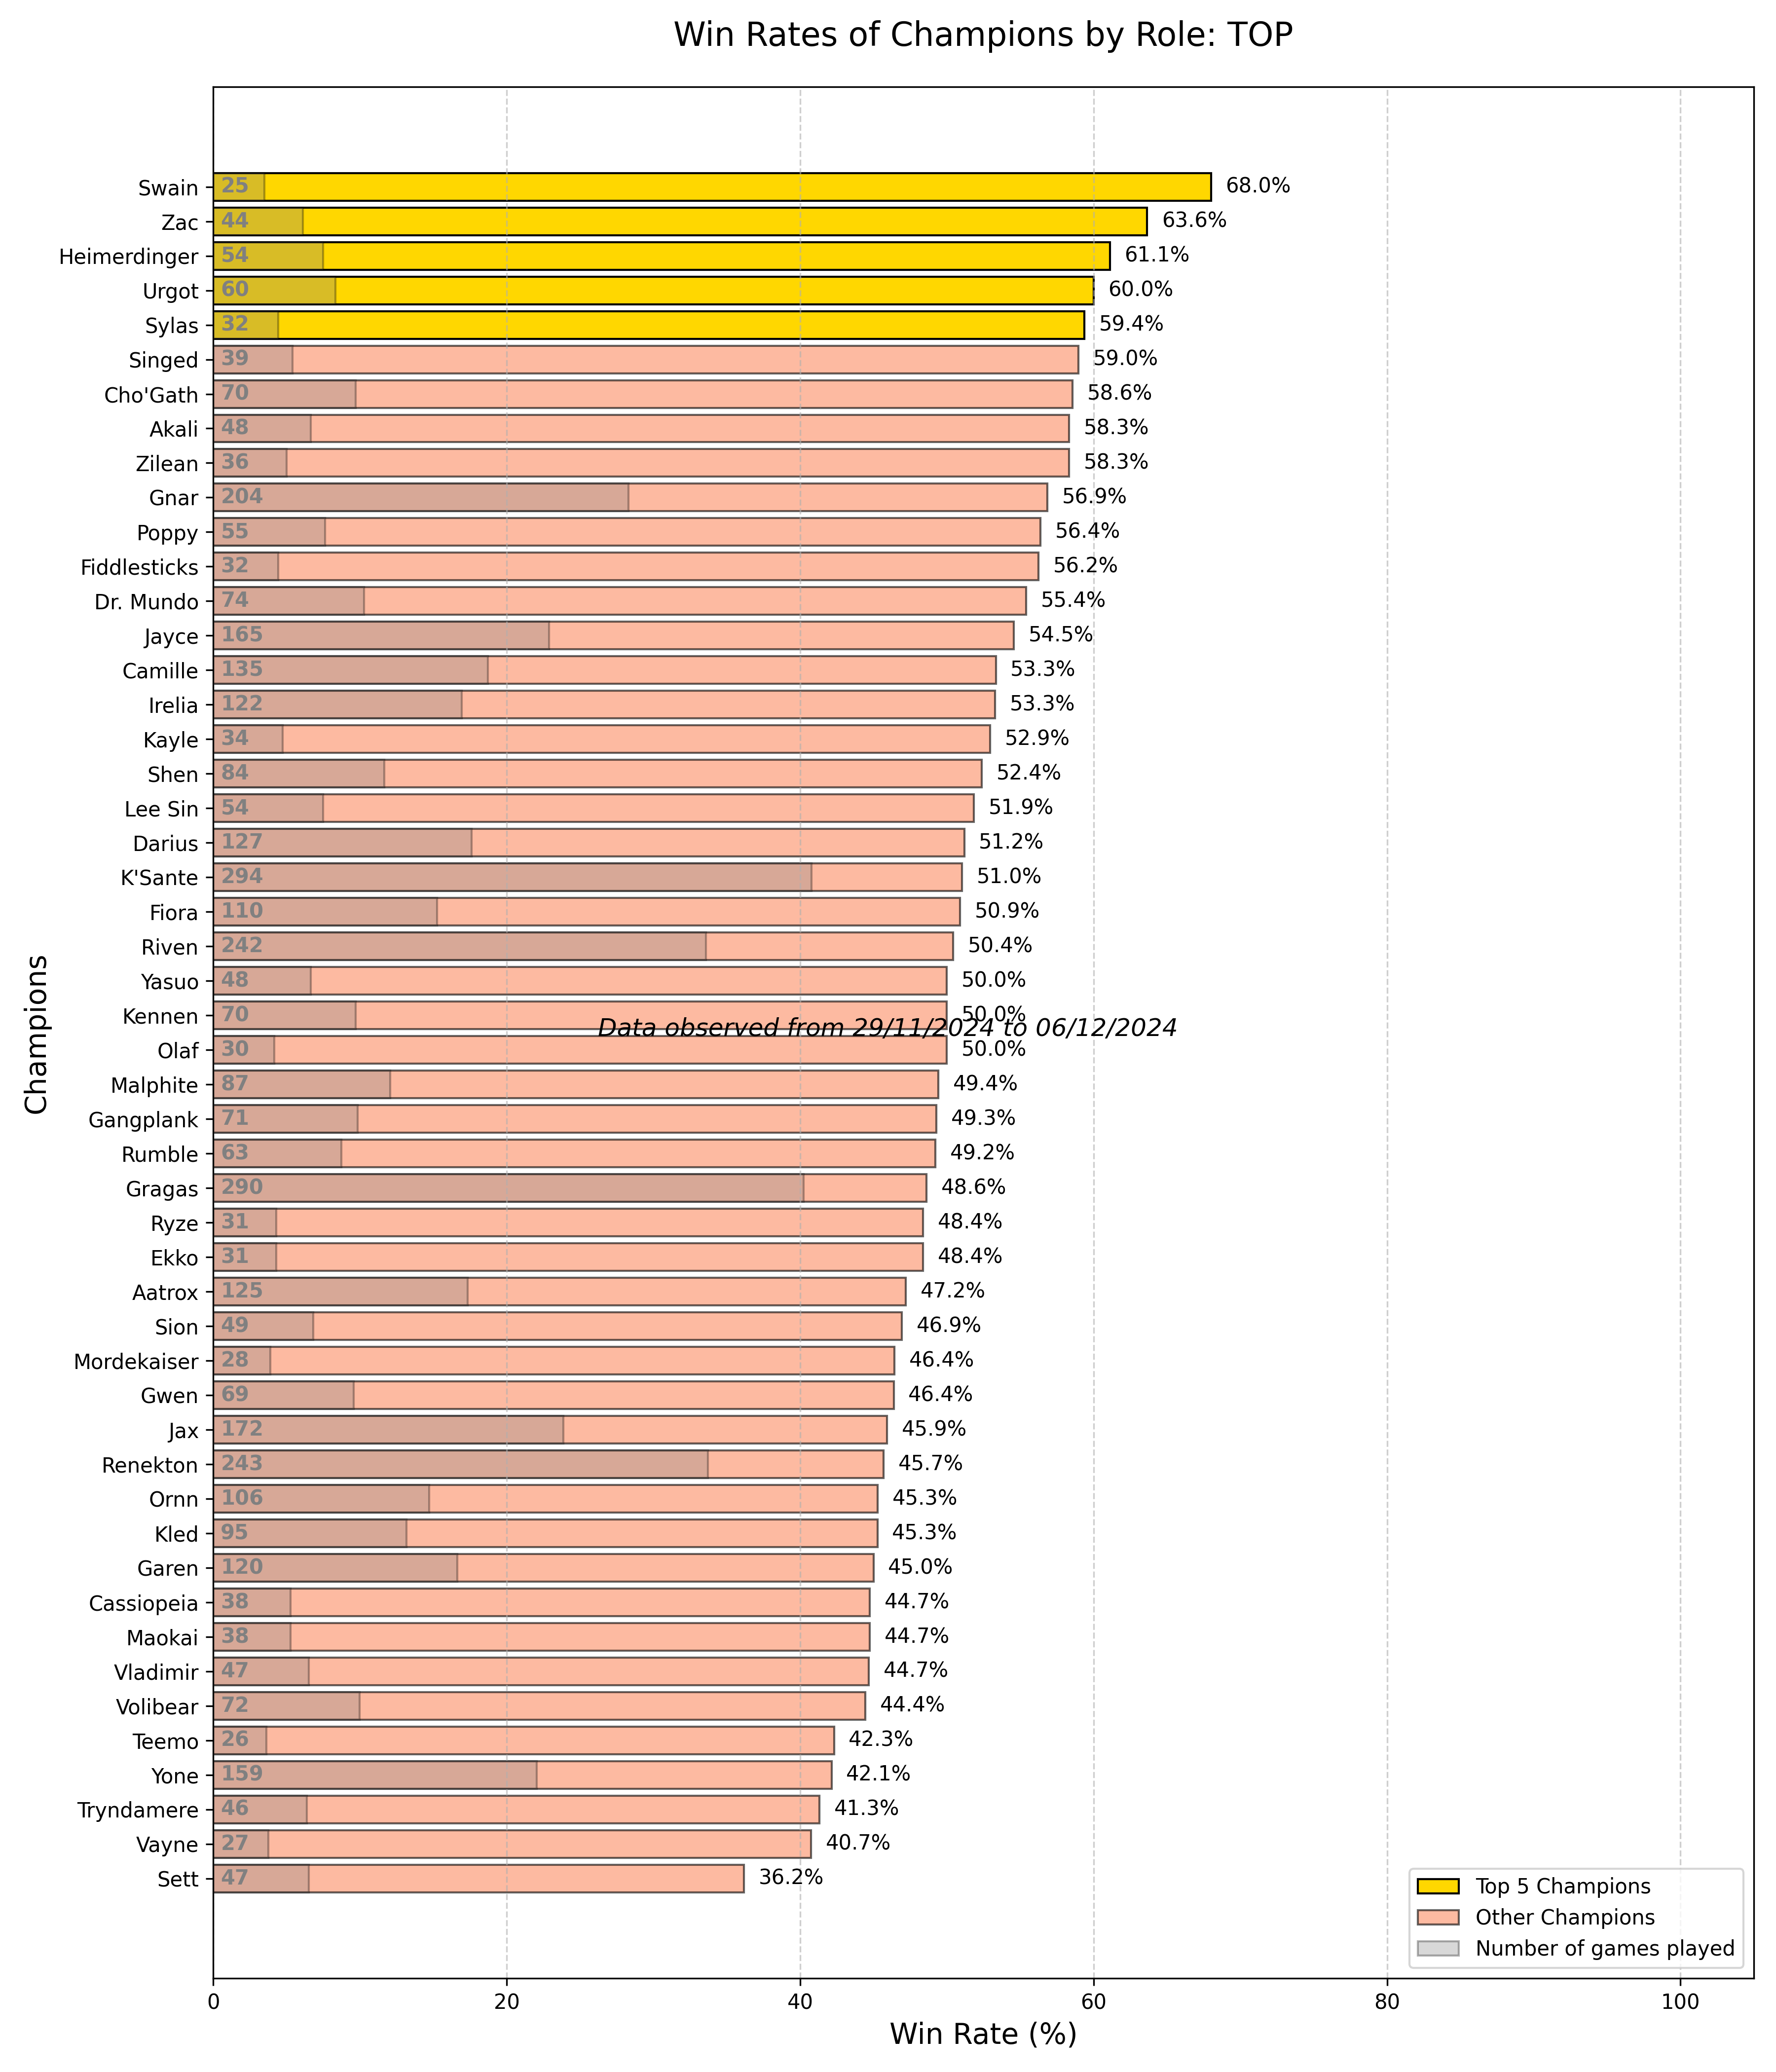 Win Rates of Champions by Role: TOP
Swain 25 68.0%
Zac 44 63.6%
Heimerdinger 54 61.1%
Urgot 60 60.0%
Sylas 32 59.4%
Singed 39 59.0%
Cho'Gath 70 58.6%
Akali 48 58.3%
Zilean 36 58.3%
Gnar 204 56.9%
Poppy 55 56.4%
Fiddlesticks 32 56.2%
Dr. Mundo 74 55.4%
Jayce 165 54.5%
Camille 135 53.3%
Irelia 122 53.3%
Kayle 34 52.9%
Shen 84 52.4%
Lee Sin 54 51.9%
Darius 127 51.2%
K'Sante 294 51.0%
Fiora 110 50.9%
Riven 242 50.4%
Yasuo 48 50.0%
Kennen 70 50.0%
Data observed from 29/11/2024 to 06/12/2024
Olaf 30 50.0%
Malphite 87 49.4%
Gangplank 71 49.3%
Rumble 63 49.2%
Gragas 290 48.6%
Ryze 31 48.4%
Ekko 31 48.4%
Aatrox 125 47.2%
Sion 49 46.9%
Mordekaiser 28 46.4%
Gwen 69 46.4%
Jax 172 45.9%
Renekton 243 45.7%
Ornn 106 45.3%
Kled 95 45.3%
Garen 120 45.0%
Cassiopeia 38 44.7%
Maokai 38 44.7%
Vladimir 47 44.7%
Volibear 72 44.4%
Teemo 26 42.3%
Yone 159 42.1%
Tryndamere 46 41.3%
Vayne 27 40.7%
Sett 47 36.2%
Champions
Top 5 Champions
Other Champions
Number of games played
0 20 40 60 80 100
Win Rate (%)